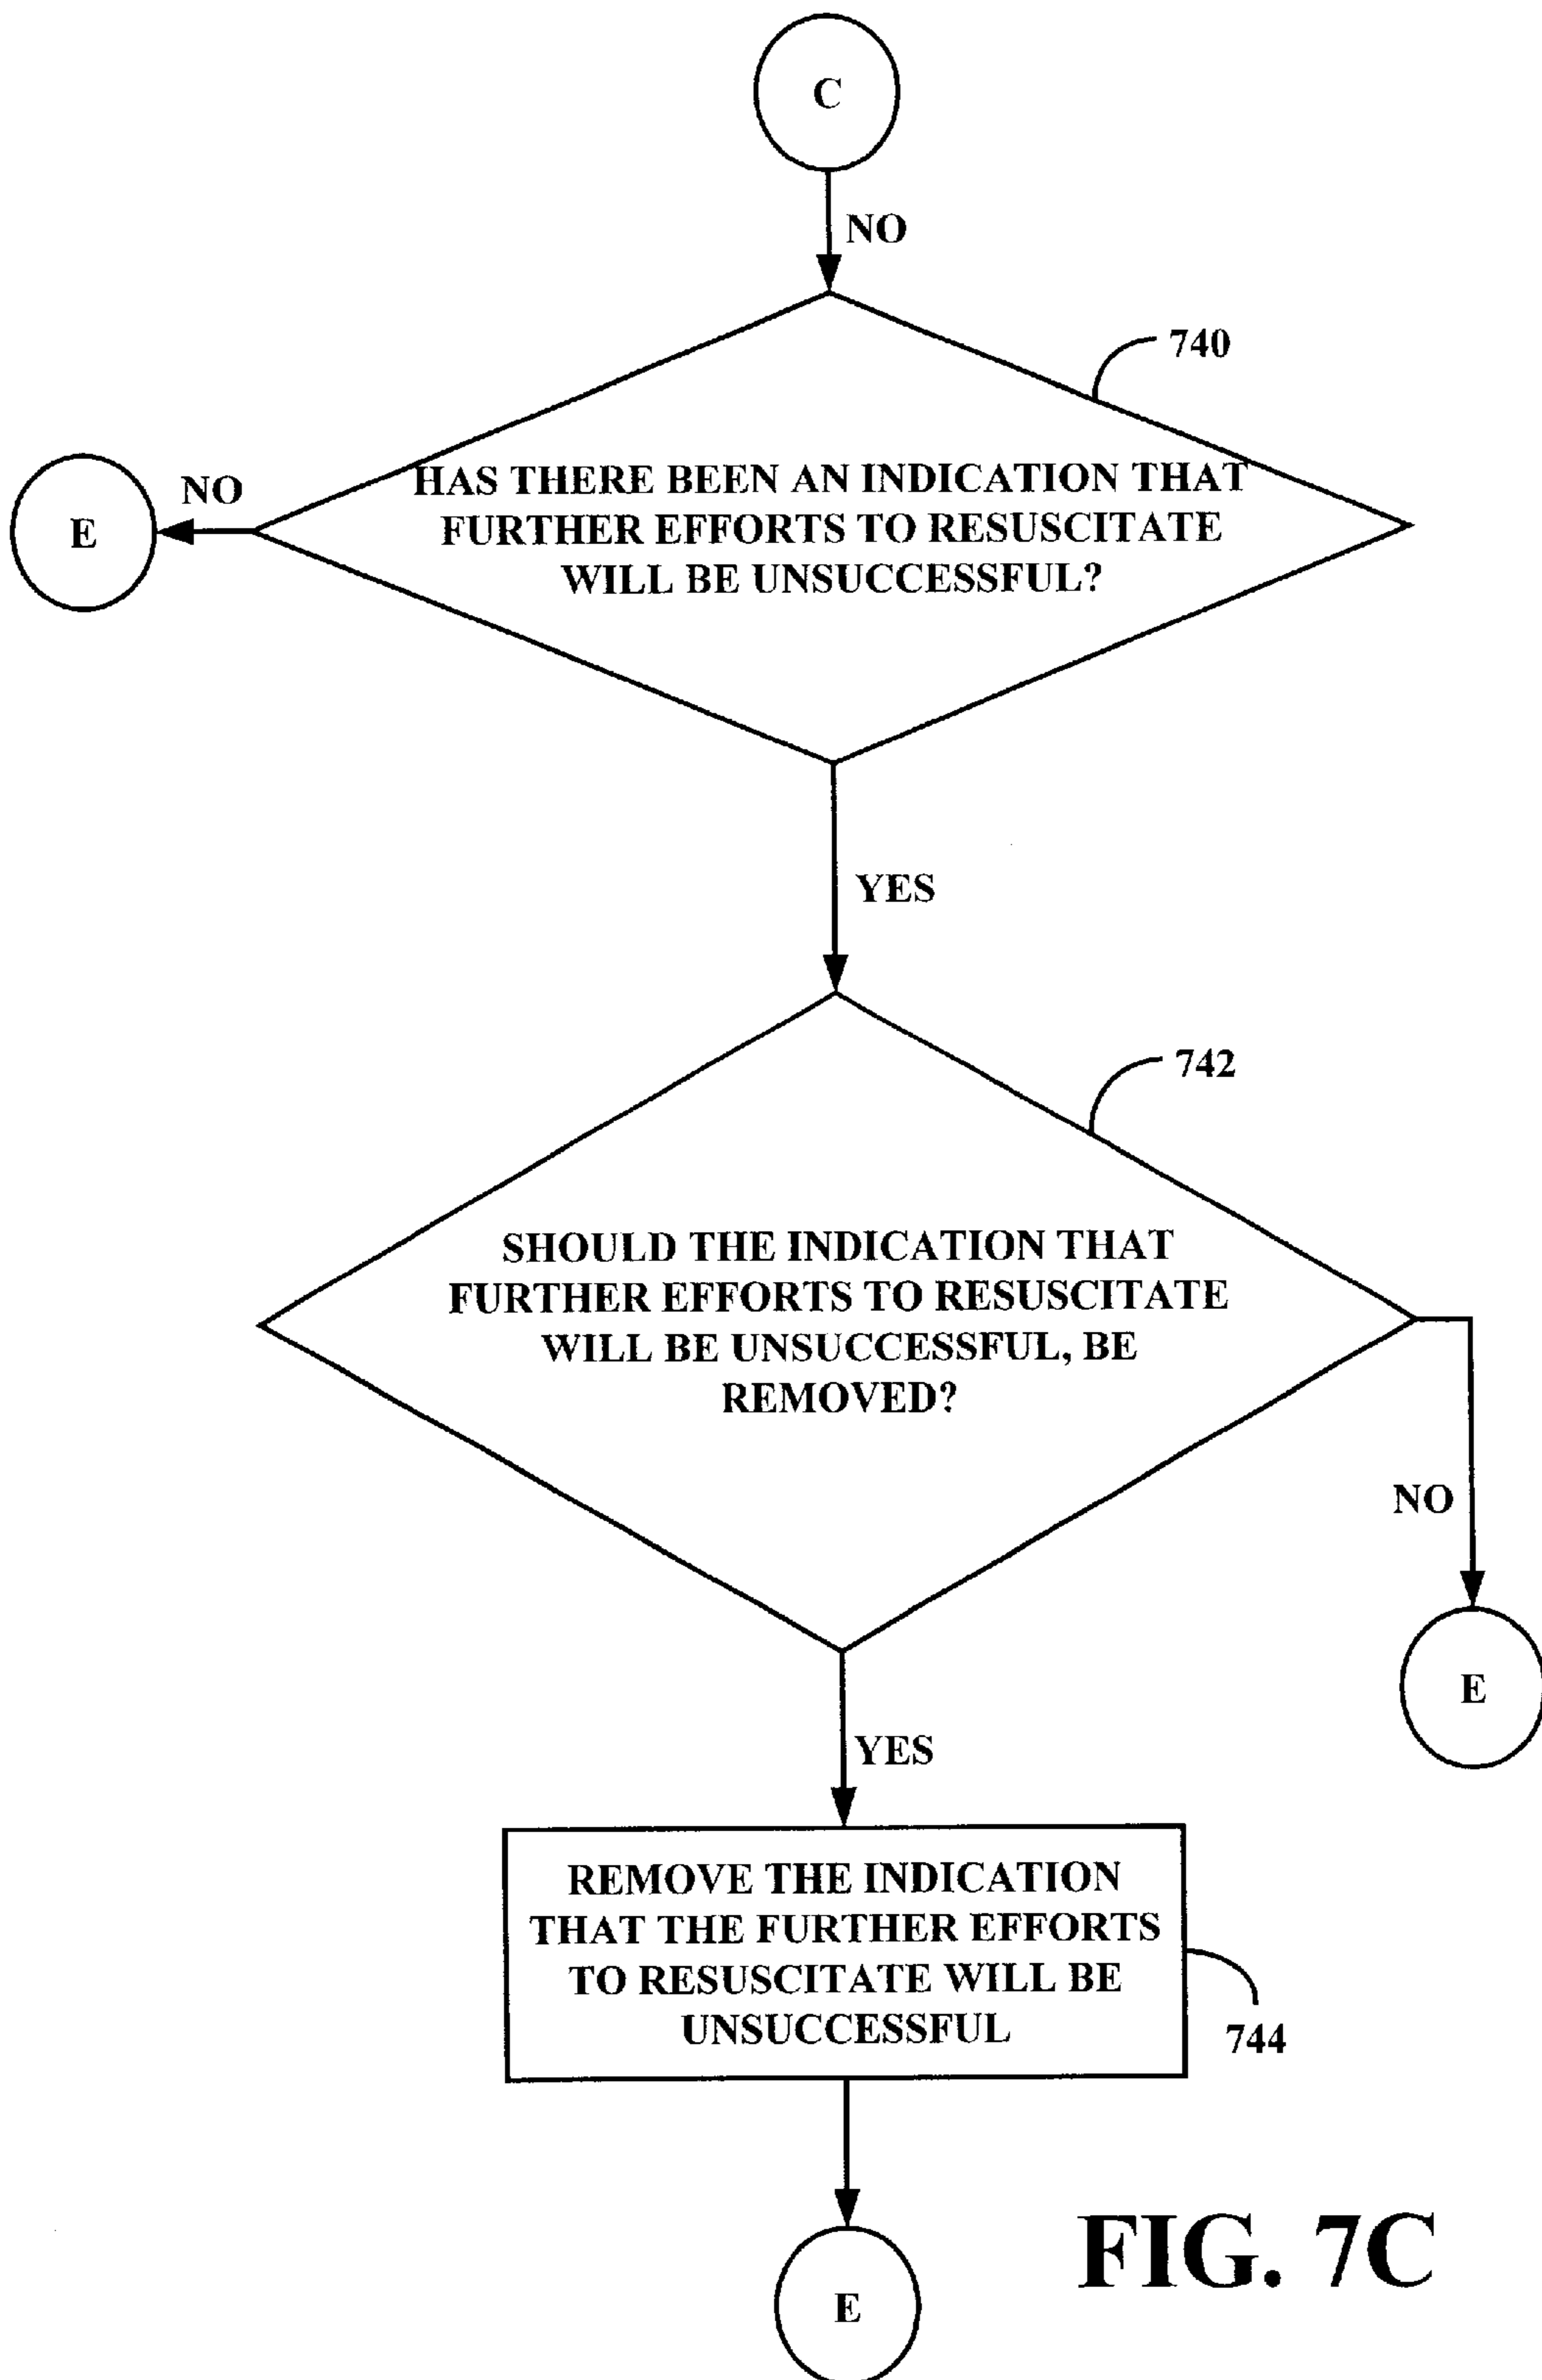 C
NO
740
HAS THERE BEEN AN INDICATION THAT
FURTHER EFFORTS TO RESUSCITATE
WILL BE UNSUCCESSFUL?
NO
E
YES
742
SHOULD THE INDICATION THAT
FURTHER EFFORTS TO RESUSCITATE
WILL BE UNSUCCESSFUL, BE
REMOVED?
NO
E
YES
REMOVE THE INDICATION
THAT THE FURTHER EFFORTS
TO RESUSCITATE WILL BE
UNSUCCESSFUL
744
E
FIG. 7C